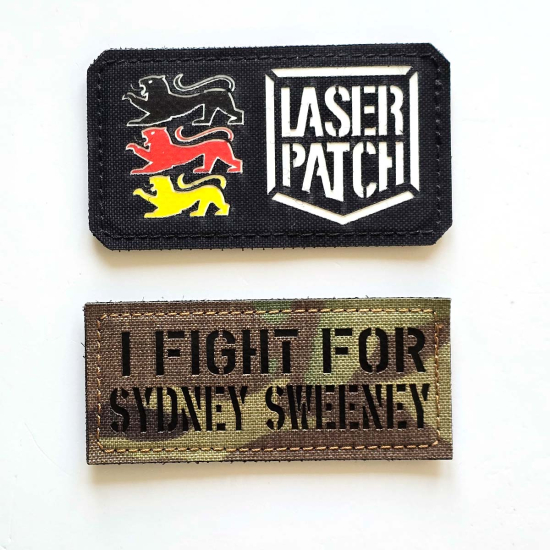 LASER
PATCH
I FIGHT FOR
SYDNEY SWEENEY